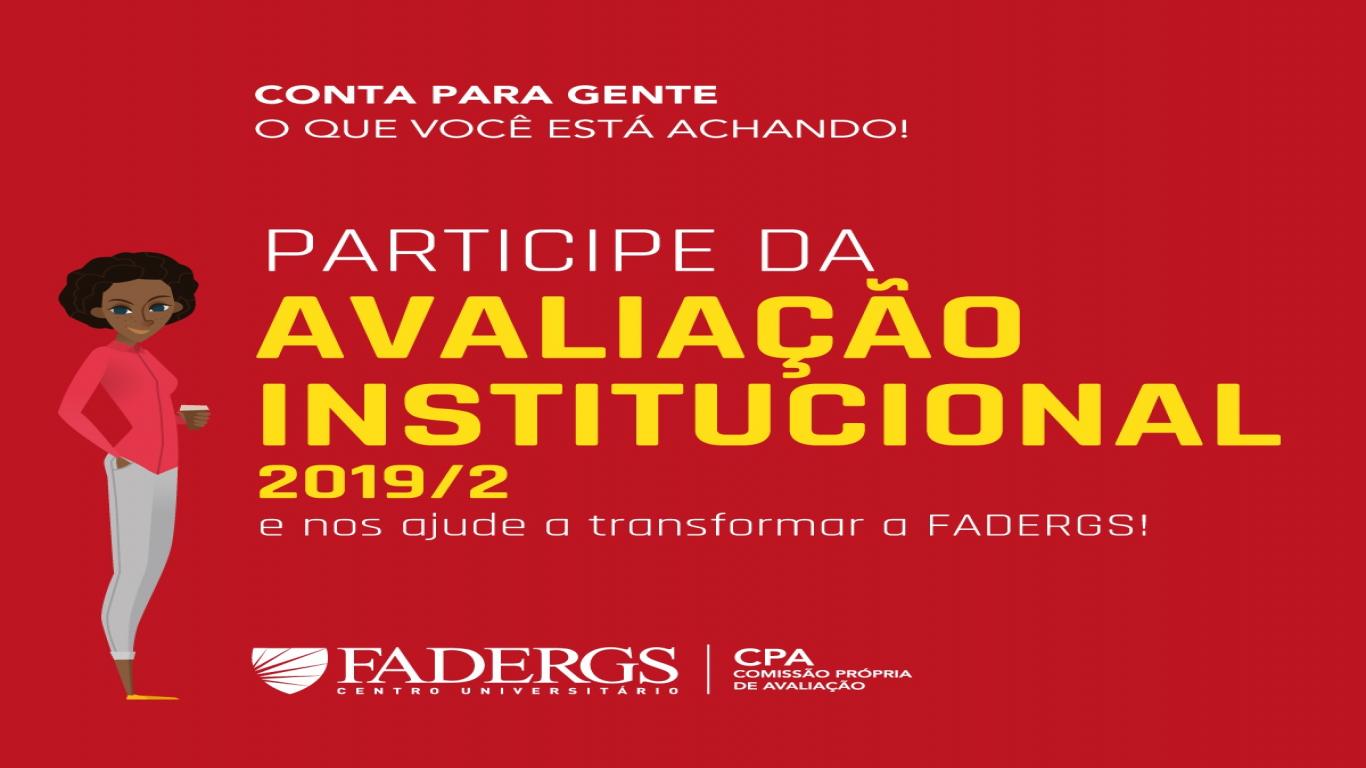 CONTA PARA GENTE
O QUE VOCÊ ESTÁ ACHANDO!
PARTICIPE DA
AVALIAÇÃO
INSTITUCIONAL
2019/2
e nos ajude a transformar a FADERGS!
FADERGS
CENTRO UNIVERSITÁRIO
CPA
COMISSÃO PRÓPRIA
DE AVALIAÇÃO